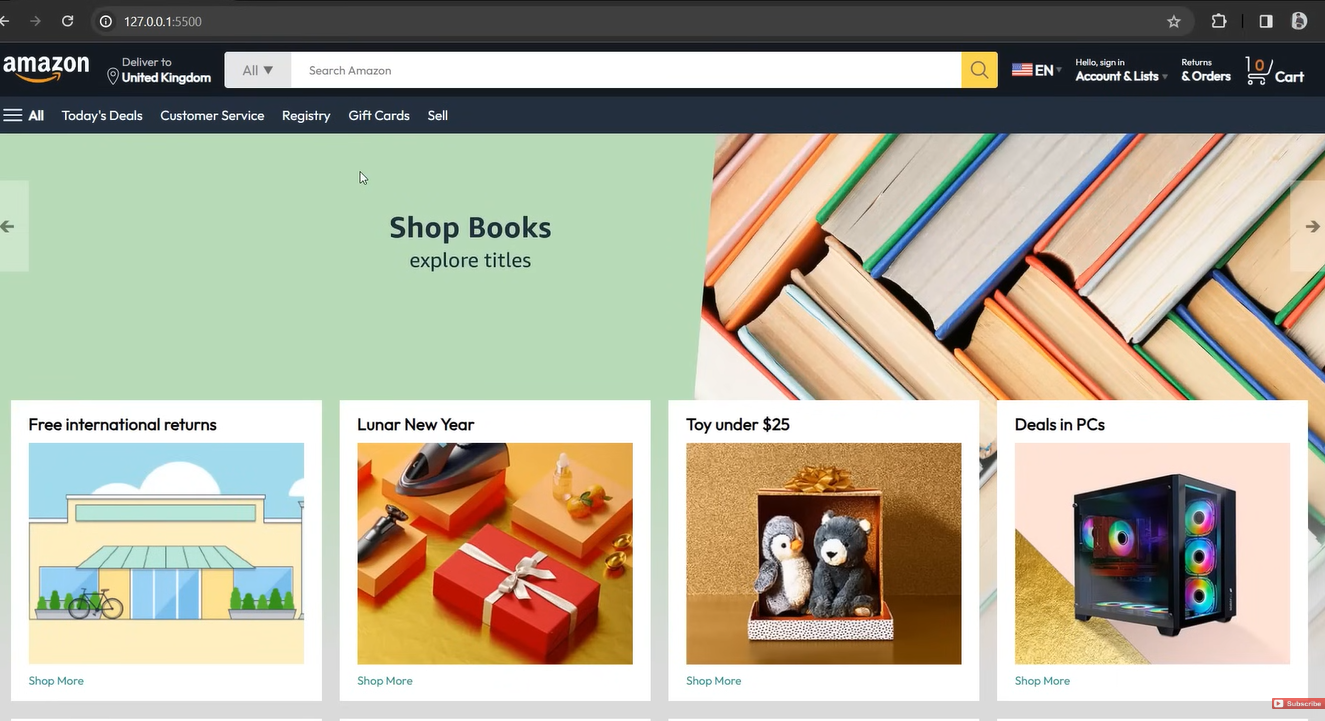 127.0.0.1:5500
amazon
Deliver to
United Kingdom
All ▼
Search Amazon
EN
Hello, sign in
Account & Lists
Returns
& Orders
0
Cart
All
Today's Deals
Customer Service
Registry
Gift Cards
Sell
Shop Books
explore titles
Free international returns
Lunar New Year
Toy under $25
Deals in PCs
Shop More
Shop More
Shop More
Shop More
Subscribe